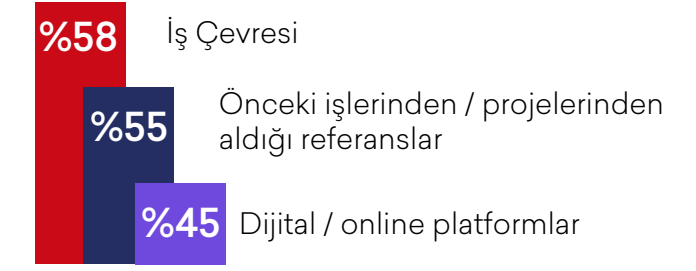 %58 İş Çevresi
%55 Önceki işlerinden / projelerinden
aldığı referanslar
%45 Dijital / online platformlar